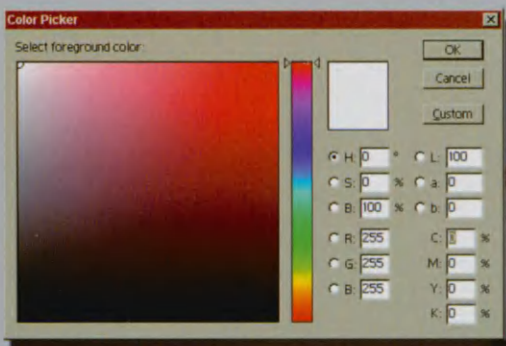 Color Picker
Select foreground color:
OK
Cancel
Custom
H: 0 °
L: 100
S: 0 %
a: 0
B: 100 %
b: 0
R: 255
C: %
G: 255
M: 0 %
B: 255
Y: 0 %
K: 0 %